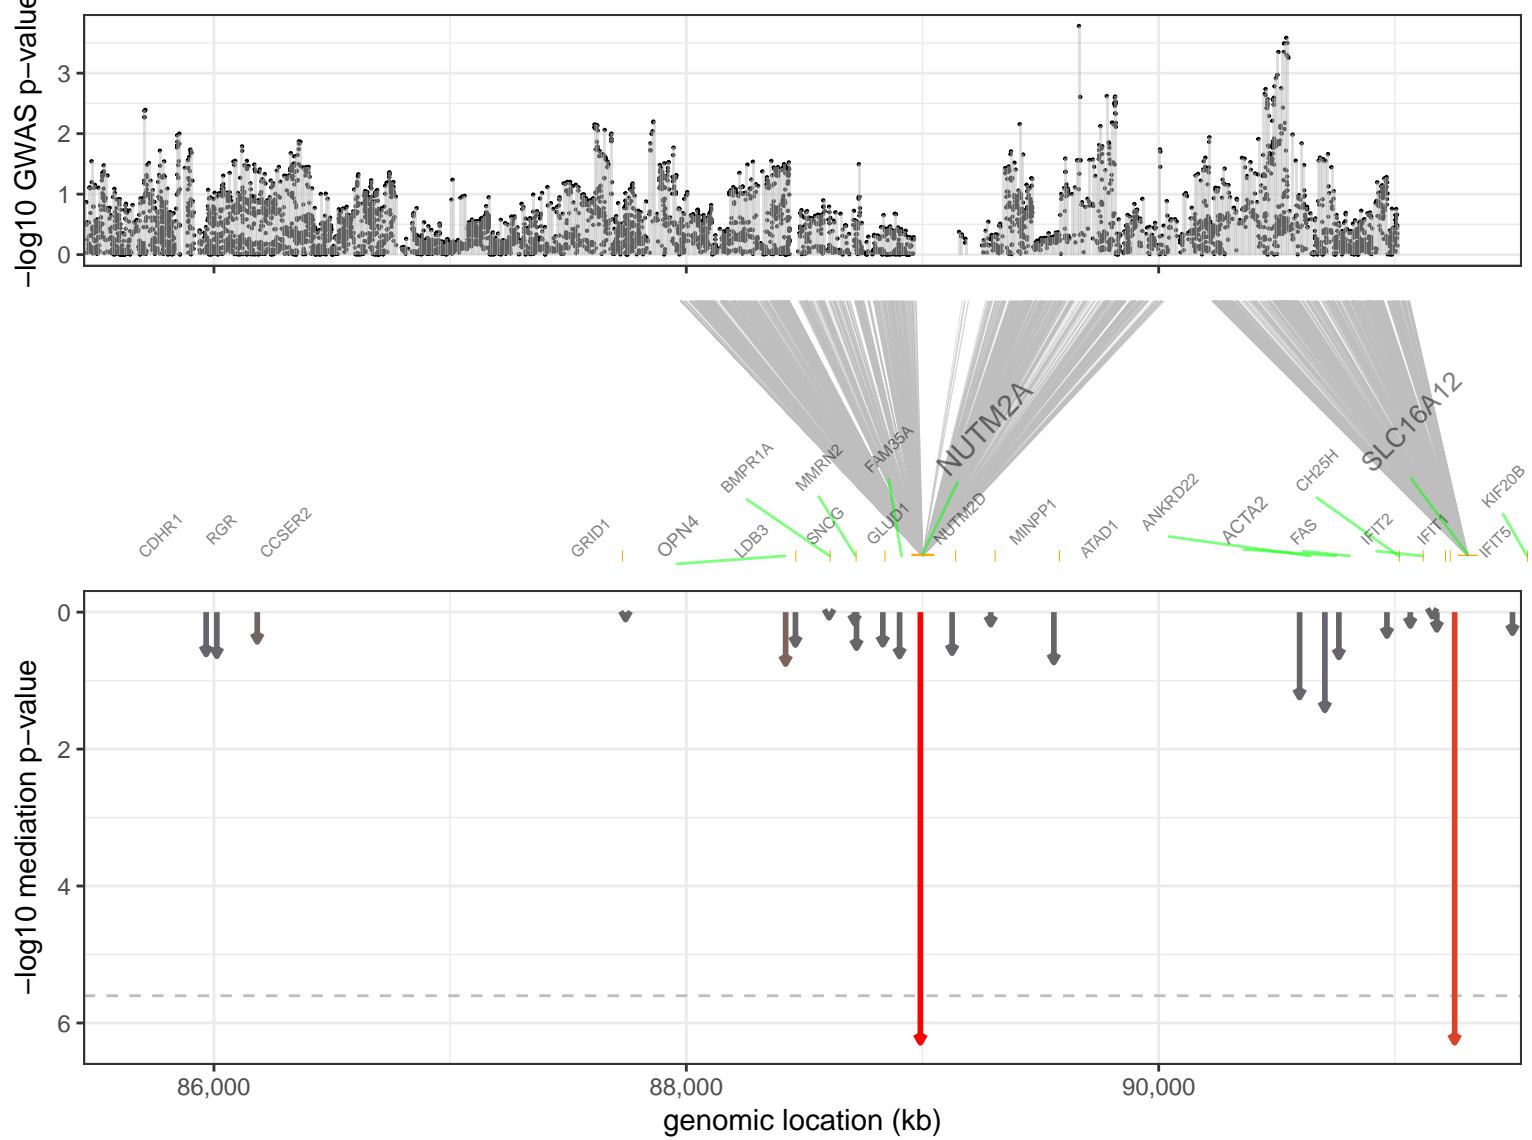 −log10 GWAS p−value
3
2
1
0
NUTM2A
SLC16A12
FAM35A
BMPR1A
MMRN2
CH25H
KIF20B
ANKRD22
CDHR1
RGR
CCSER2
GRID1
OPN4
LDB3
SNCG
GLUD1
NUTM2D
MINPP1
ATAD1
ACTA2
FAS
IFIT2
IFIT1
IFIT5
−log10 mediation p−value
0
2
4
6
86,000
88,000
90,000
genomic location (kb)